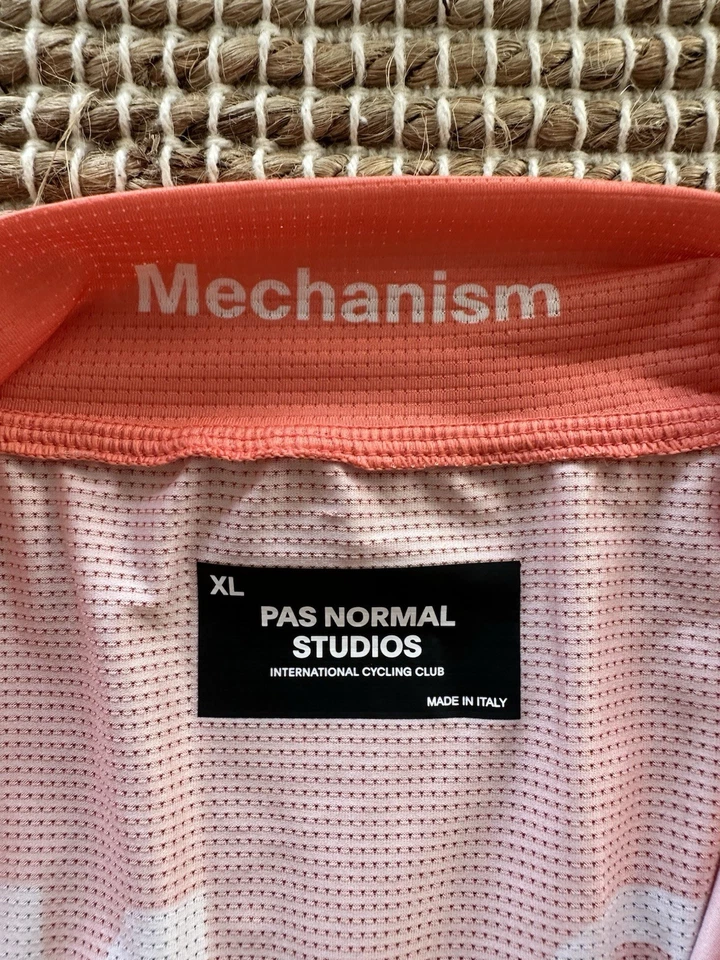 Mechanism
XL
PAS NORMAL
STUDIOS
INTERNATIONAL CYCLING CLUB
MADE IN ITALY